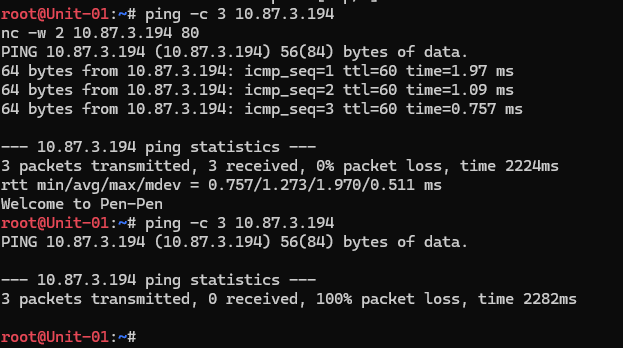 root@Unit-01:~# ping -c 3 10.87.3.194
nc -w 2 10.87.3.194 80
PING 10.87.3.194 (10.87.3.194) 56(84) bytes of data.
64 bytes from 10.87.3.194: icmp_seq=1 ttl=60 time=1.97 ms
64 bytes from 10.87.3.194: icmp_seq=2 ttl=60 time=1.09 ms
64 bytes from 10.87.3.194: icmp_seq=3 ttl=60 time=0.757 ms

--- 10.87.3.194 ping statistics ---
3 packets transmitted, 3 received, 0% packet loss, time 2224ms
rtt min/avg/max/mdev = 0.757/1.273/1.970/0.511 ms
Welcome to Pen-Pen
root@Unit-01:~# ping -c 3 10.87.3.194
PING 10.87.3.194 (10.87.3.194) 56(84) bytes of data.

--- 10.87.3.194 ping statistics ---
3 packets transmitted, 0 received, 100% packet loss, time 2282ms

root@Unit-01:~#